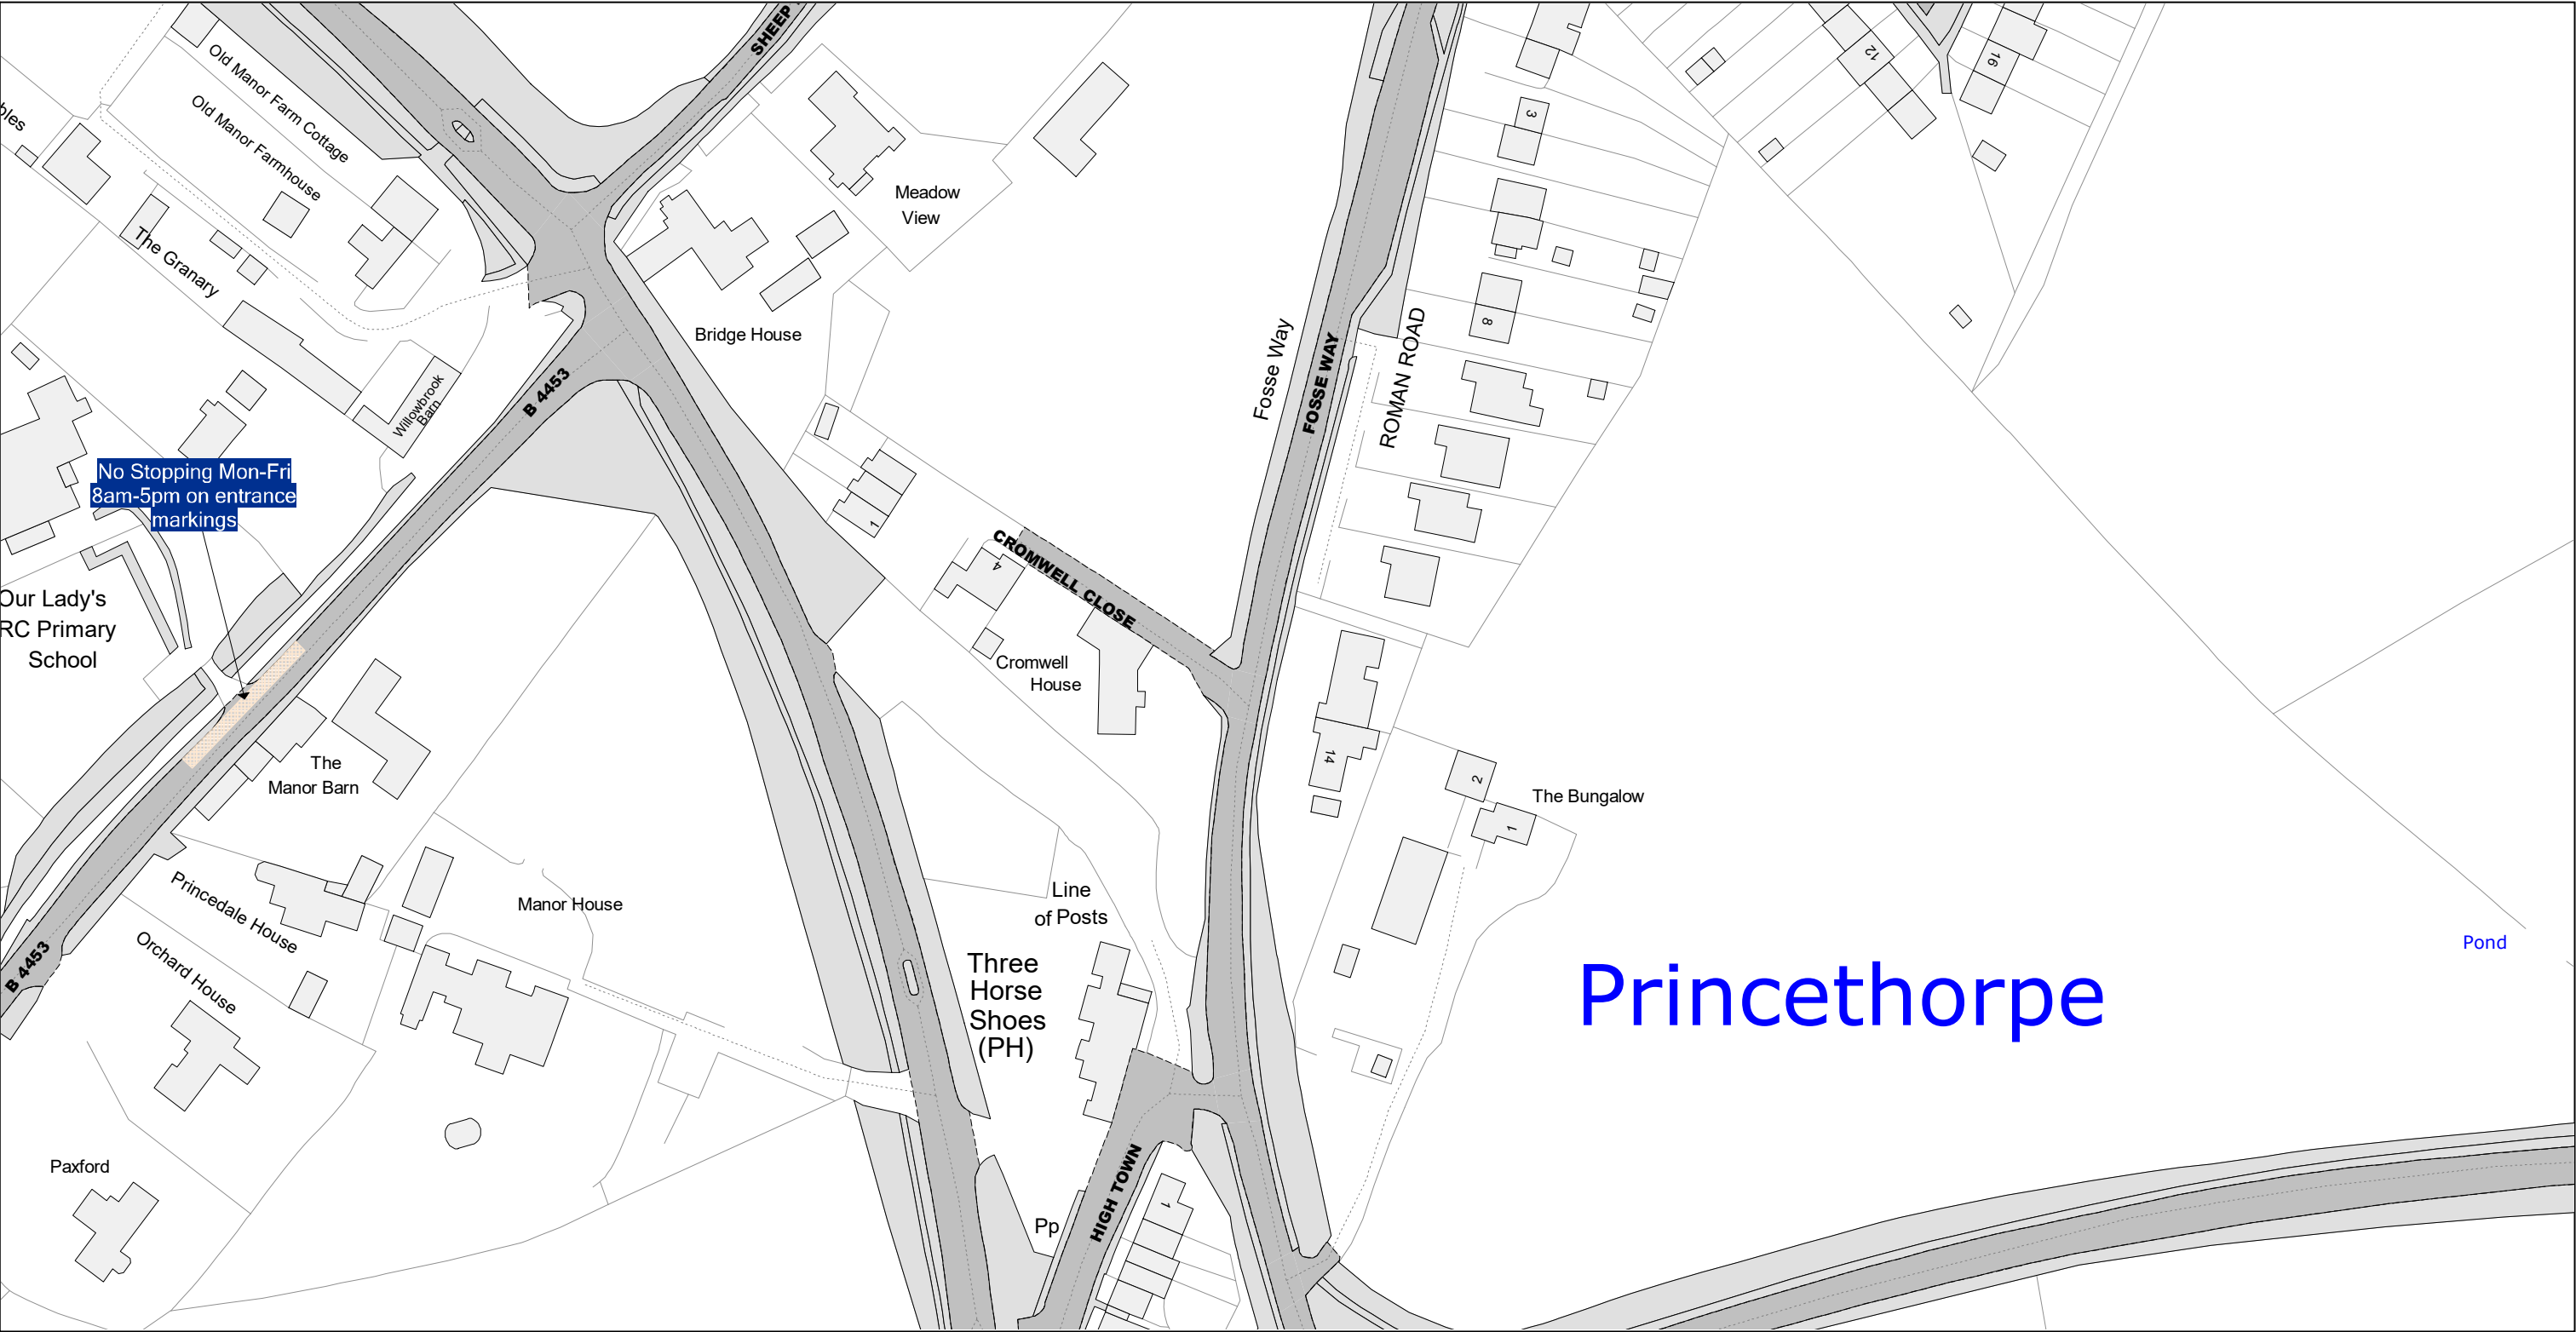 SHEEP
Old Manor Farm Cottage
Old Manor Farmhouse
12
16
3
Meadow
View
The Granary
Bridge House
8
Fosse Way
FOSSE WAY
ROMAN ROAD
B 4453
Willowbrook
Barn
No Stopping Mon-Fri
8am-5pm on entrance
markings
1
4
CROMWELL CLOSE
Our Lady's
RC Primary
School
Cromwell
House
The
Manor Barn
14
2
The Bungalow
1
Princedale House
Manor House
Line
of Posts
Orchard House
B 4453
Three
Horse
Shoes
(PH)
Pond
Princethorpe
Paxford
HIGH TOWN
1
Pp